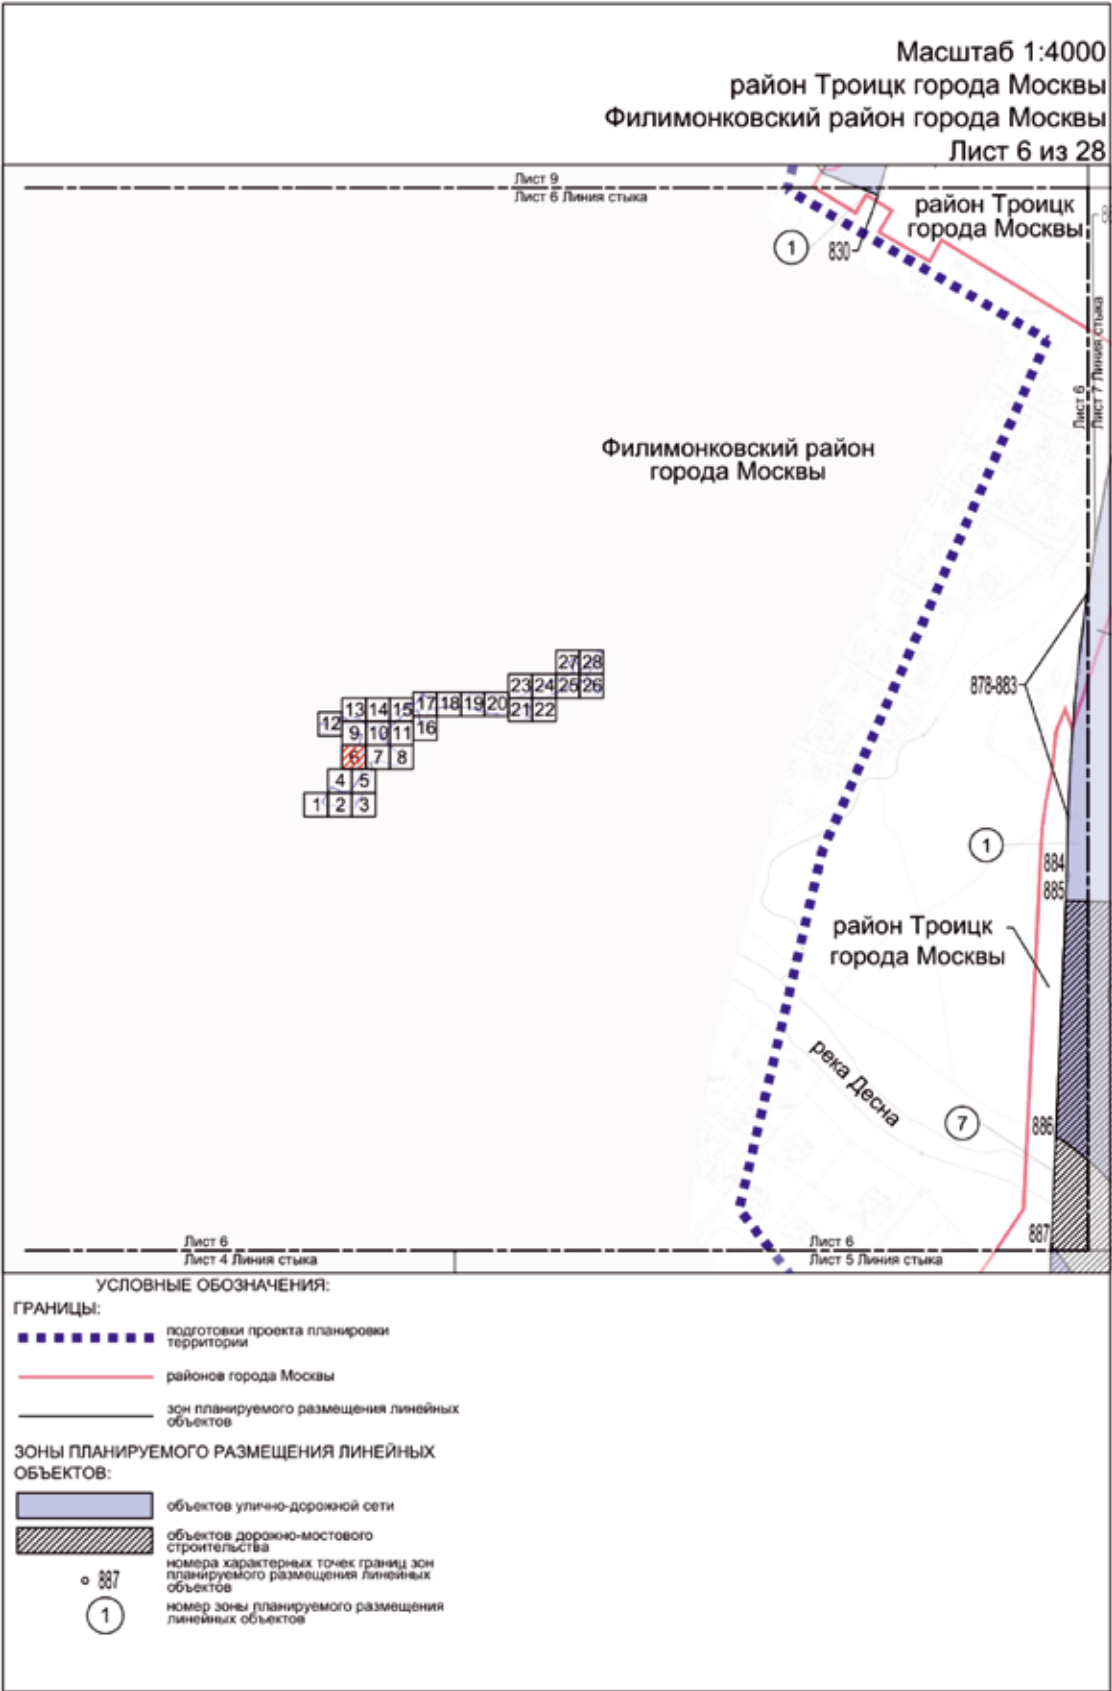 Масштаб 1:4000
район Троицк города Москвы
Филимонковский район города Москвы
Лист 6 из 28
Лист 9
Лист 6 Линия стыка
район Троицк
города Москвы
1
830
Лист 6
Лист 7 Линия стыка
Филимонковский район
города Москвы
27 28
23 24 25 26
13 14 15 17 18 19 20 21 22
12 9 10 11 16
6 7 8
4 5
1 2 3
878-883
1
884
885
район Троицк
города Москвы
река Десна
7
886
887
Лист 6
Лист 4 Линия стыка
Лист 6
Лист 5 Линия стыка
УСЛОВНЫЕ ОБОЗНАЧЕНИЯ:
ГРАНИЦЫ:
подготовки проекта планировки
территории
районов города Москвы
зон планируемого размещения линейных
объектов
ЗОНЫ ПЛАНИРУЕМОГО РАЗМЕЩЕНИЯ ЛИНЕЙНЫХ
ОБЪЕКТОВ:
объектов улично-дорожной сети
объектов дорожно-мостового
строительства
887
номера характерных точек границ зон
планируемого размещения линейных
объектов
1
номер зоны планируемого размещения
линейных объектов